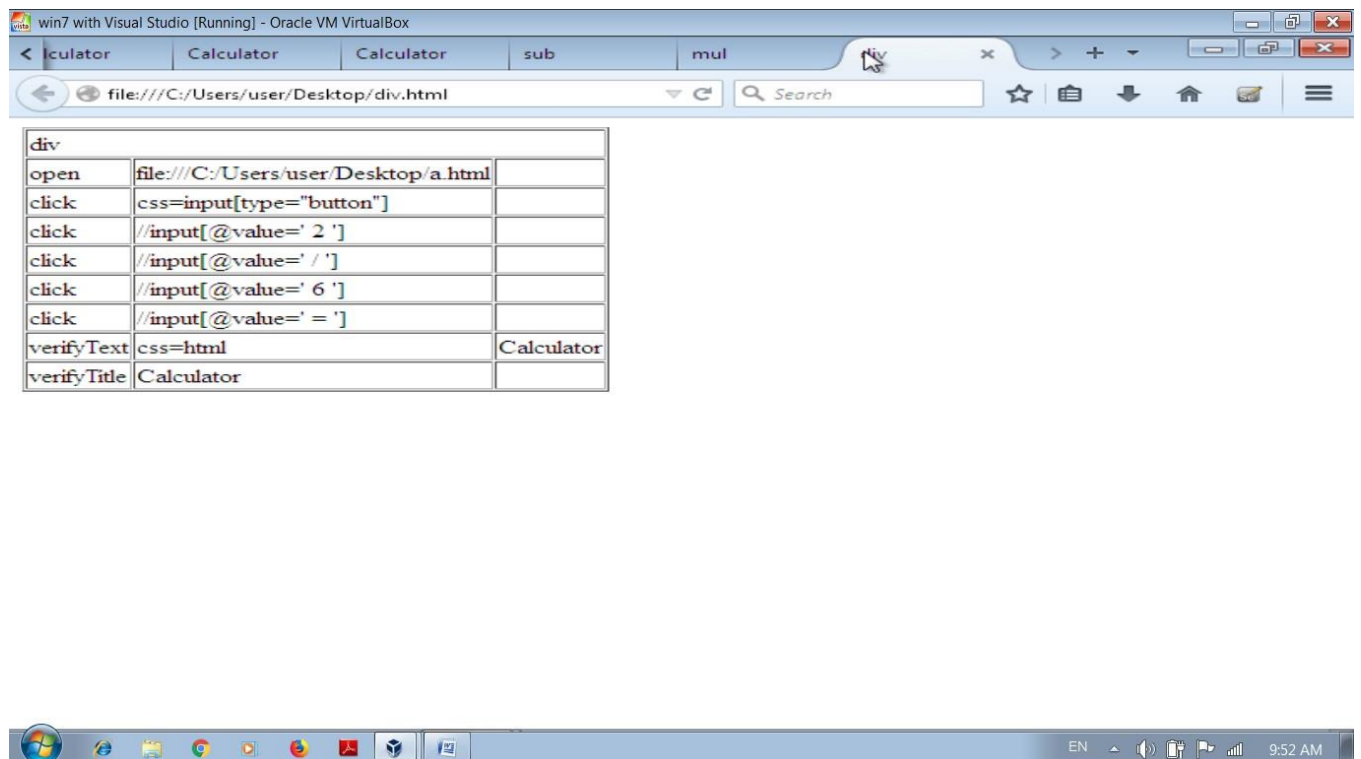 win7 with Visual Studio [Running] - Oracle VM VirtualBox
lculator Calculator Calculator sub mul div
file:///C:/Users/user/Desktop/div.html Search
div
open file:///C:/Users/user/Desktop/a.html
click css=input[type="button"]
click //input[@value=' 2 ']
click //input[@value=' / ']
click //input[@value=' 6 ']
click //input[@value=' = ']
verifyText css=html Calculator
verifyTitle Calculator
EN 9:52 AM